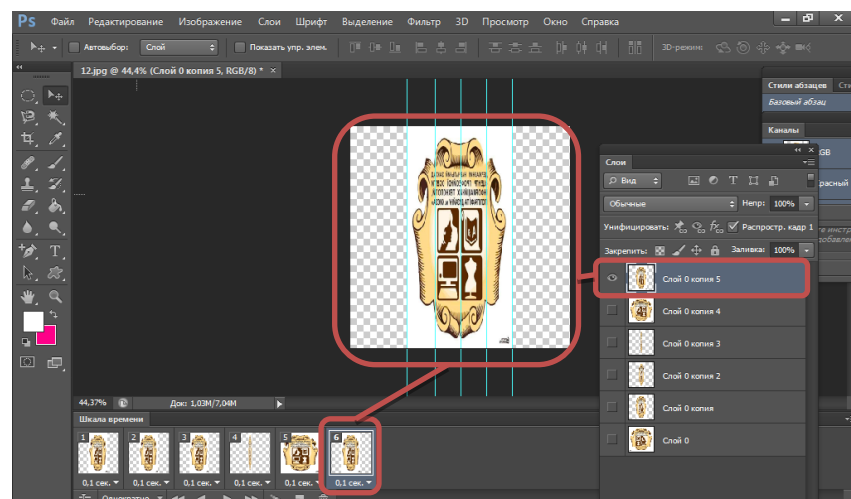 Ps Файл Редактирование Изображение Слои Шрифт Выделение Фильтр 3D Просмотр Окно Справка
Автовыбор: Слой Показать упр. элем. 3D-режим:
12.jpg @ 44,4% (Слой 0 копия 5, RGB/8) * ×
Стили абзацев
Базовый абзац
Каналы
Слои
Вид
Обычные Непр: 100%
Унифицировать: Распростр. кадр 1
Закрепить: Заливка: 100%
Слой 0 копия 5
Слой 0 копия 4
Слой 0 копия 3
Слой 0 копия 2
Слой 0 копия
Слой 0
44,37% Док: 1,03M/7,04M
Шкала времени
1 2 3 4 5 6
0,1 сек. 0,1 сек. 0,1 сек. 0,1 сек. 0,1 сек. 0,1 сек.
Однократно